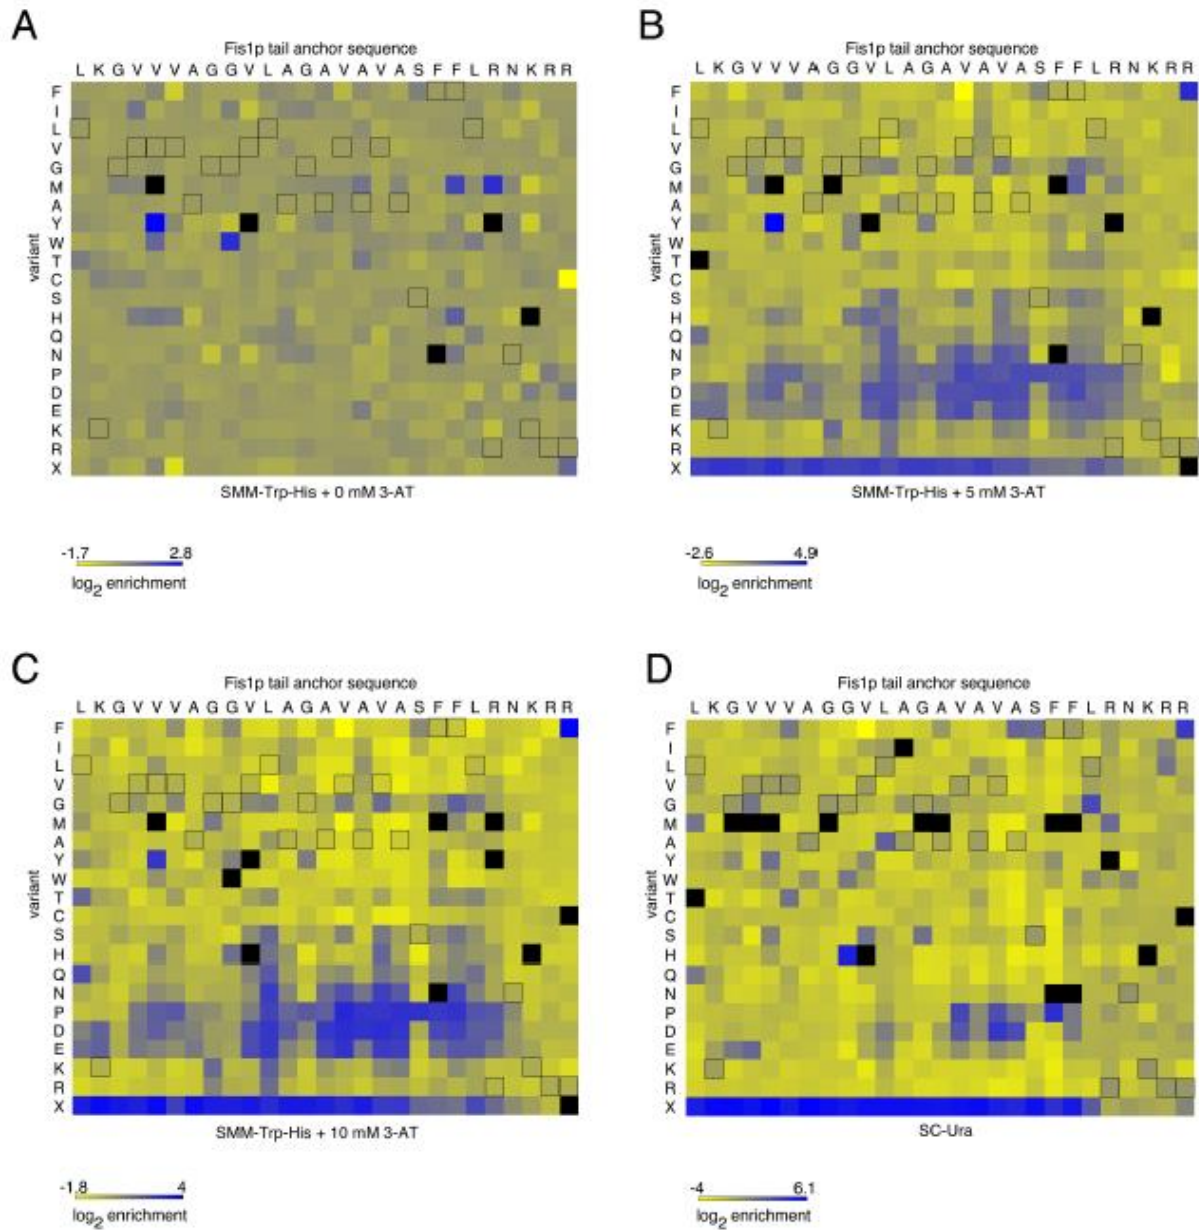 A
Fis1p tail anchor sequence
L K G V V V A G G V L A G A V A V A S F F L R N K R R
variant
F
I
L
V
G
M
A
Y
W
T
C
S
H
Q
N
P
D
E
K
R
X
SMM-Trp-His + 0 mM 3-AT
-1.7 2.8
log2 enrichment
B
Fis1p tail anchor sequence
L K G V V V A G G V L A G A V A V A S F F L R N K R R
variant
F
I
L
V
G
M
A
Y
W
T
C
S
H
Q
N
P
D
E
K
R
X
SMM-Trp-His + 5 mM 3-AT
-2.6 4.9
log2 enrichment
C
Fis1p tail anchor sequence
L K G V V V A G G V L A G A V A V A S F F L R N K R R
variant
F
I
L
V
G
M
A
Y
W
T
C
S
H
Q
N
P
D
E
K
R
X
SMM-Trp-His + 10 mM 3-AT
-1.8 4
log2 enrichment
D
Fis1p tail anchor sequence
L K G V V V A G G V L A G A V A V A S F F L R N K R R
variant
F
I
L
V
G
M
A
Y
W
T
C
S
H
Q
N
P
D
E
K
R
X
SC-Ura
-4 6.1
log2 enrichment